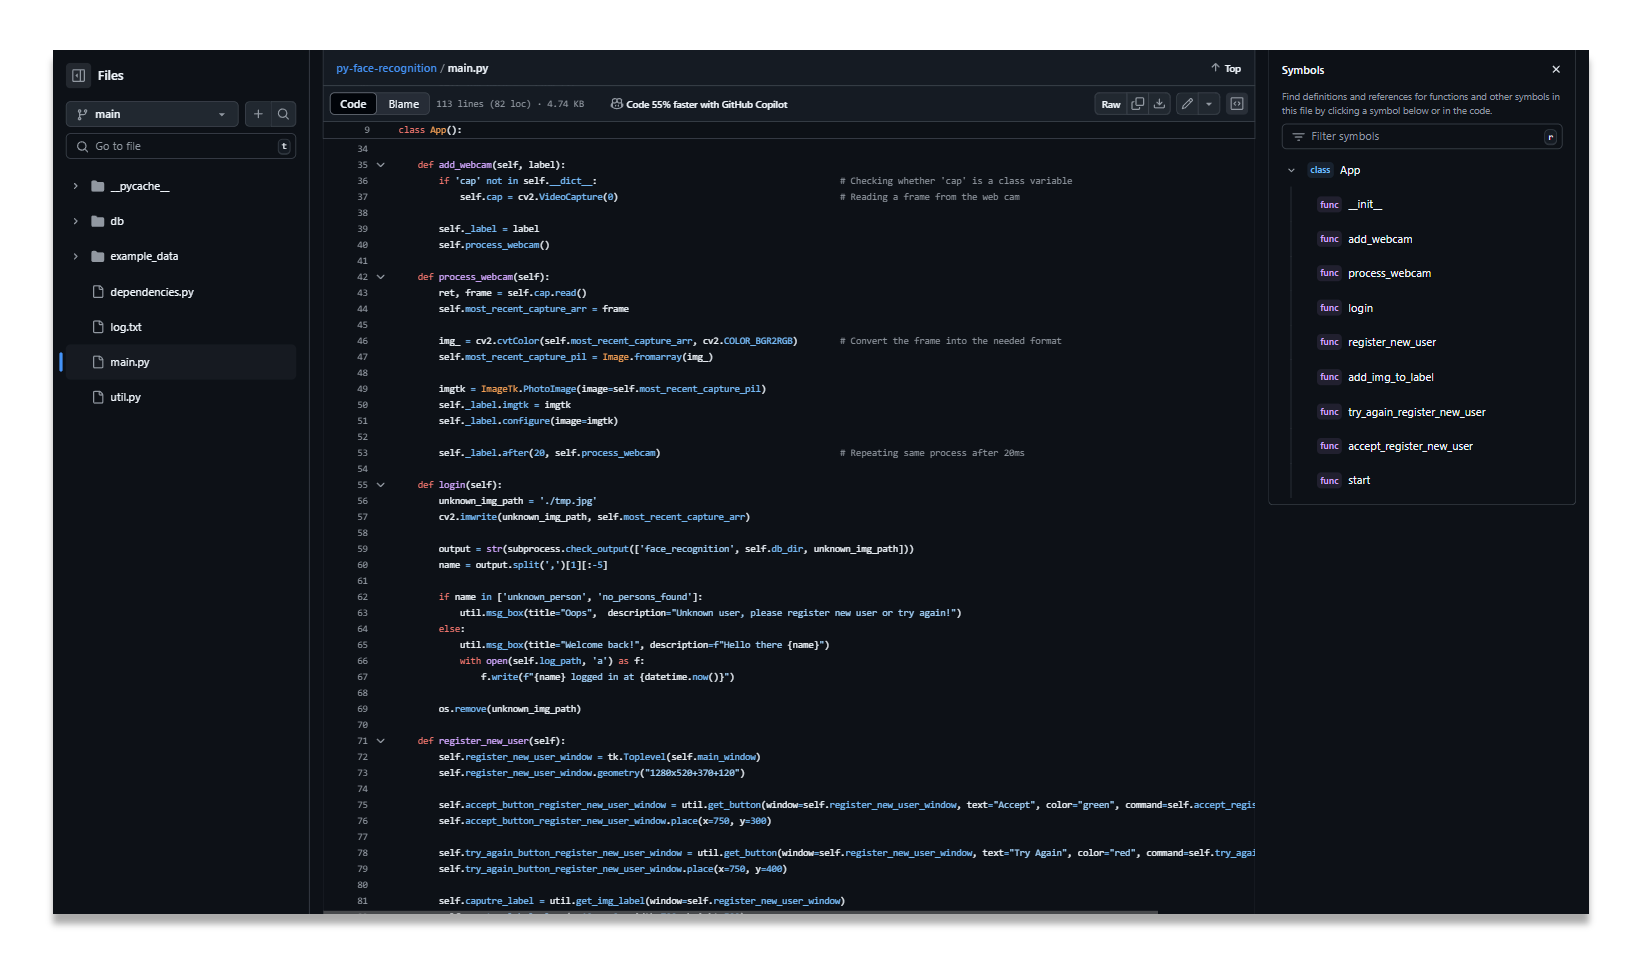 Files
main
Go to file
t
__pycache__
db
example_data
dependencies.py
log.txt
main.py
util.py
py-face-recognition / main.py
Top
Code Blame 113 lines (82 loc) · 4.74 KB Code 55% faster with GitHub Copilot
Raw
9 class App():
34
35 def add_webcam(self, label):
36 if 'cap' not in self.__dict__: # Checking whether 'cap' is a class variable
37 self.cap = cv2.VideoCapture(0) # Reading a frame from the web cam
38
39 self._label = label
40 self.process_webcam()
41
42 def process_webcam(self):
43 ret, frame = self.cap.read()
44 self.most_recent_capture_arr = frame
45
46 img_ = cv2.cvtColor(self.most_recent_capture_arr, cv2.COLOR_BGR2RGB) # Convert the frame into the needed format
47 self.most_recent_capture_pil = Image.fromarray(img_)
48
49 imgtk = ImageTk.PhotoImage(image=self.most_recent_capture_pil)
50 self._label.imgtk = imgtk
51 self._label.configure(image=imgtk)
52
53 self._label.after(20, self.process_webcam) # Repeating same process after 20ms
54
55 def login(self):
56 unknown_img_path = './tmp.jpg'
57 cv2.imwrite(unknown_img_path, self.most_recent_capture_arr)
58
59 output = str(subprocess.check_output(['face_recognition', self.db_dir, unknown_img_path]))
60 name = output.split(',')[1][:-5]
61
62 if name in ['unknown_person', 'no_persons_found']:
63 util.msg_box(title="Oops", description="Unknown user, please register new user or try again!")
64 else:
65 util.msg_box(title="Welcome back!", description=f"Hello there {name}")
66 with open(self.log_path, 'a') as f:
67 f.write(f"{name} logged in at {datetime.now()}")
68
69 os.remove(unknown_img_path)
70
71 def register_new_user(self):
72 self.register_new_user_window = tk.Toplevel(self.main_window)
73 self.register_new_user_window.geometry("1280x520+370+120")
74
75 self.accept_button_register_new_user_window = util.get_button(window=self.register_new_user_window, text="Accept", color="green", command=self.accept_regis
76 self.accept_button_register_new_user_window.place(x=750, y=300)
77
78 self.try_again_button_register_new_user_window = util.get_button(window=self.register_new_user_window, text="Try Again", color="red", command=self.try_agai
79 self.try_again_button_register_new_user_window.place(x=750, y=400)
80
81 self.caputre_label = util.get_img_label(window=self.register_new_user_window)
Symbols
Find definitions and references for functions and other symbols in
this file by clicking a symbol below or in the code.
Filter symbols
r
class App
func __init__
func add_webcam
func process_webcam
func login
func register_new_user
func add_img_to_label
func try_again_register_new_user
func accept_register_new_user
func start